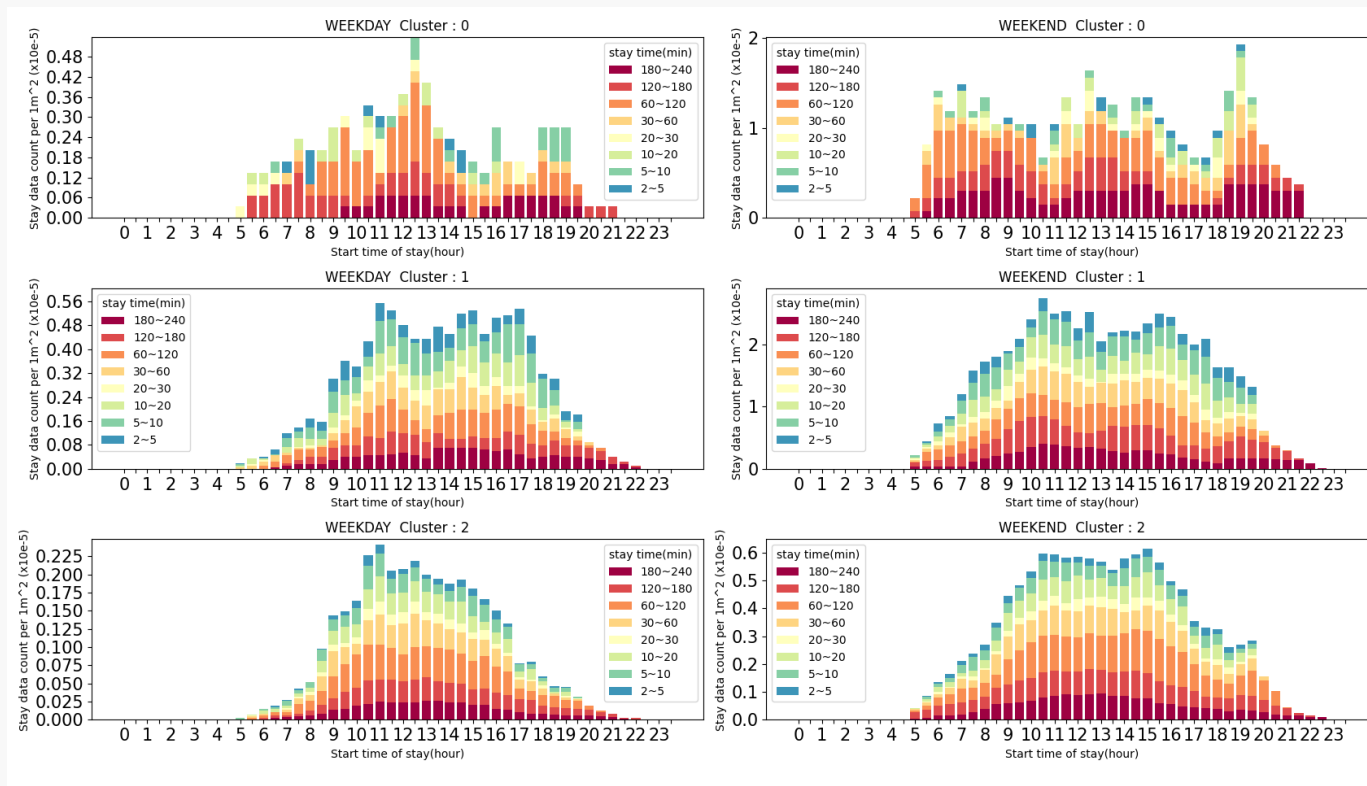 WEEKDAY  Cluster : 0
Stay data count per 1m^2 (x10e-5)
0.48
0.42
0.36
0.30
0.24
0.18
0.12
0.06
0.00
stay time(min)
180~240
120~180
60~120
30~60
20~30
10~20
5~10
2~5
0 1 2 3 4 5 6 7 8 9 10 11 12 13 14 15 16 17 18 19 20 21 22 23
Start time of stay(hour)
WEEKEND  Cluster : 0
Stay data count per 1m^2 (x10e-5)
2
1
0
stay time(min)
180~240
120~180
60~120
30~60
20~30
10~20
5~10
2~5
0 1 2 3 4 5 6 7 8 9 10 11 12 13 14 15 16 17 18 19 20 21 22 23
Start time of stay(hour)
WEEKDAY  Cluster : 1
Stay data count per 1m^2 (x10e-5)
0.56
0.48
0.40
0.32
0.24
0.16
0.08
0.00
stay time(min)
180~240
120~180
60~120
30~60
20~30
10~20
5~10
2~5
0 1 2 3 4 5 6 7 8 9 10 11 12 13 14 15 16 17 18 19 20 21 22 23
Start time of stay(hour)
WEEKEND  Cluster : 1
Stay data count per 1m^2 (x10e-5)
2
1
0
stay time(min)
180~240
120~180
60~120
30~60
20~30
10~20
5~10
2~5
0 1 2 3 4 5 6 7 8 9 10 11 12 13 14 15 16 17 18 19 20 21 22 23
Start time of stay(hour)
WEEKDAY  Cluster : 2
Stay data count per 1m^2 (x10e-5)
0.225
0.200
0.175
0.150
0.125
0.100
0.075
0.050
0.025
0.000
stay time(min)
180~240
120~180
60~120
30~60
20~30
10~20
5~10
2~5
0 1 2 3 4 5 6 7 8 9 10 11 12 13 14 15 16 17 18 19 20 21 22 23
Start time of stay(hour)
WEEKEND  Cluster : 2
Stay data count per 1m^2 (x10e-5)
0.6
0.5
0.4
0.3
0.2
0.1
0.0
stay time(min)
180~240
120~180
60~120
30~60
20~30
10~20
5~10
2~5
0 1 2 3 4 5 6 7 8 9 10 11 12 13 14 15 16 17 18 19 20 21 22 23
Start time of stay(hour)